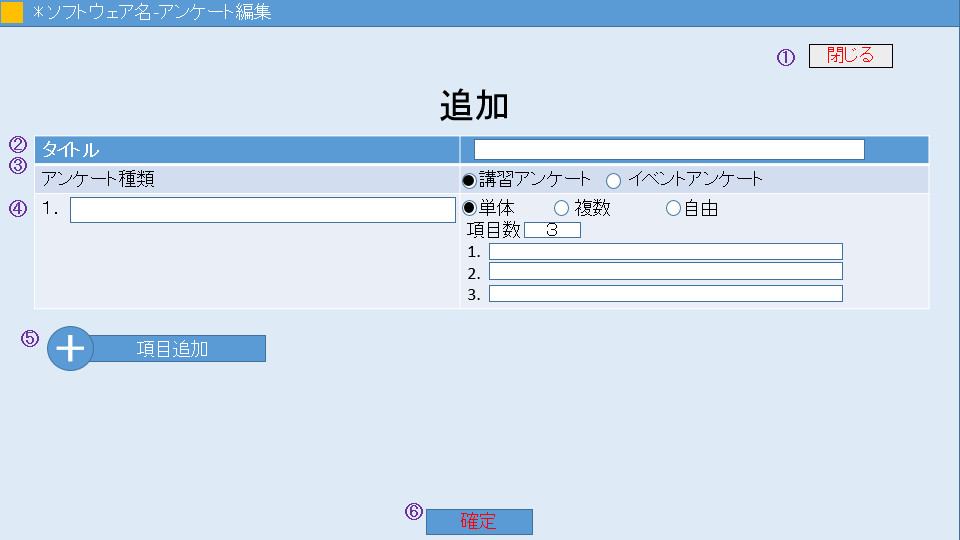 *ソフトウェア名-アンケート編集
① 閉じる
追加
② タイトル
③ アンケート種類 講習アンケート イベントアンケート
④ 1. 単体 複数 自由
項目数 3
1.
2.
3.
⑤ + 項目追加
⑥ 確定